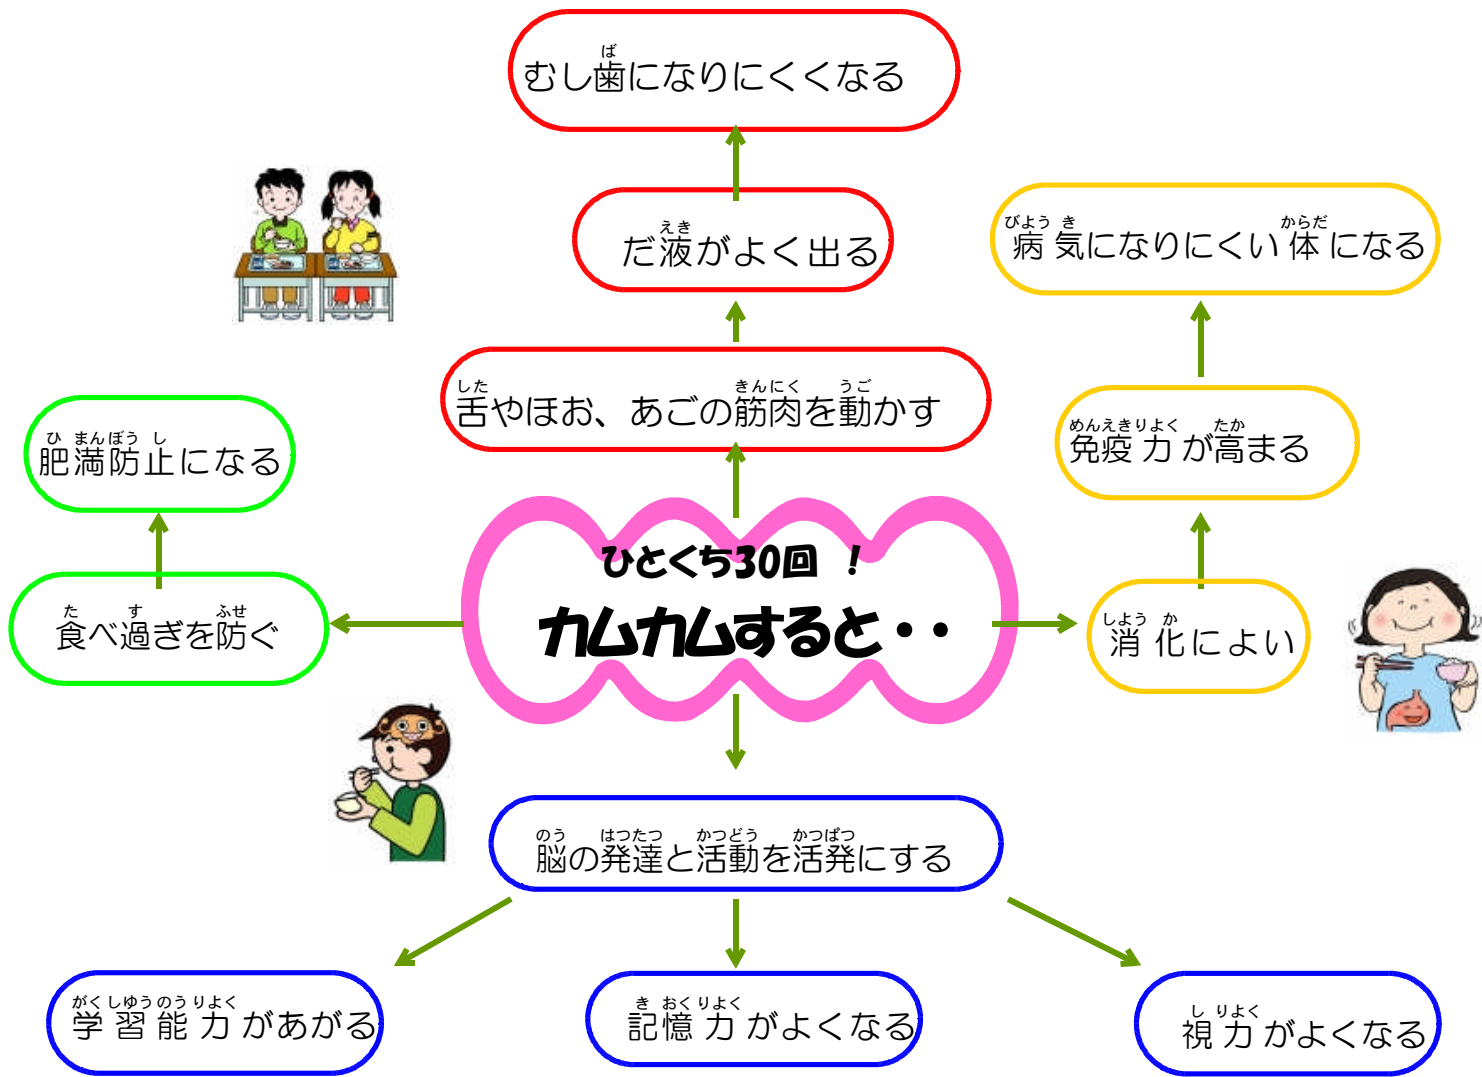 むし歯になりにくくなる
だ液がよく出る
病気になりにくい体になる
舌やほお、あごの筋肉を動かす
免疫力が高まる
肥満防止になる
ひとくち30回！
カムカムすると・・
食べ過ぎを防ぐ
消化によい
脳の発達と活動を活発にする
学習能力があがる
記憶力がよくなる
視力がよくなる